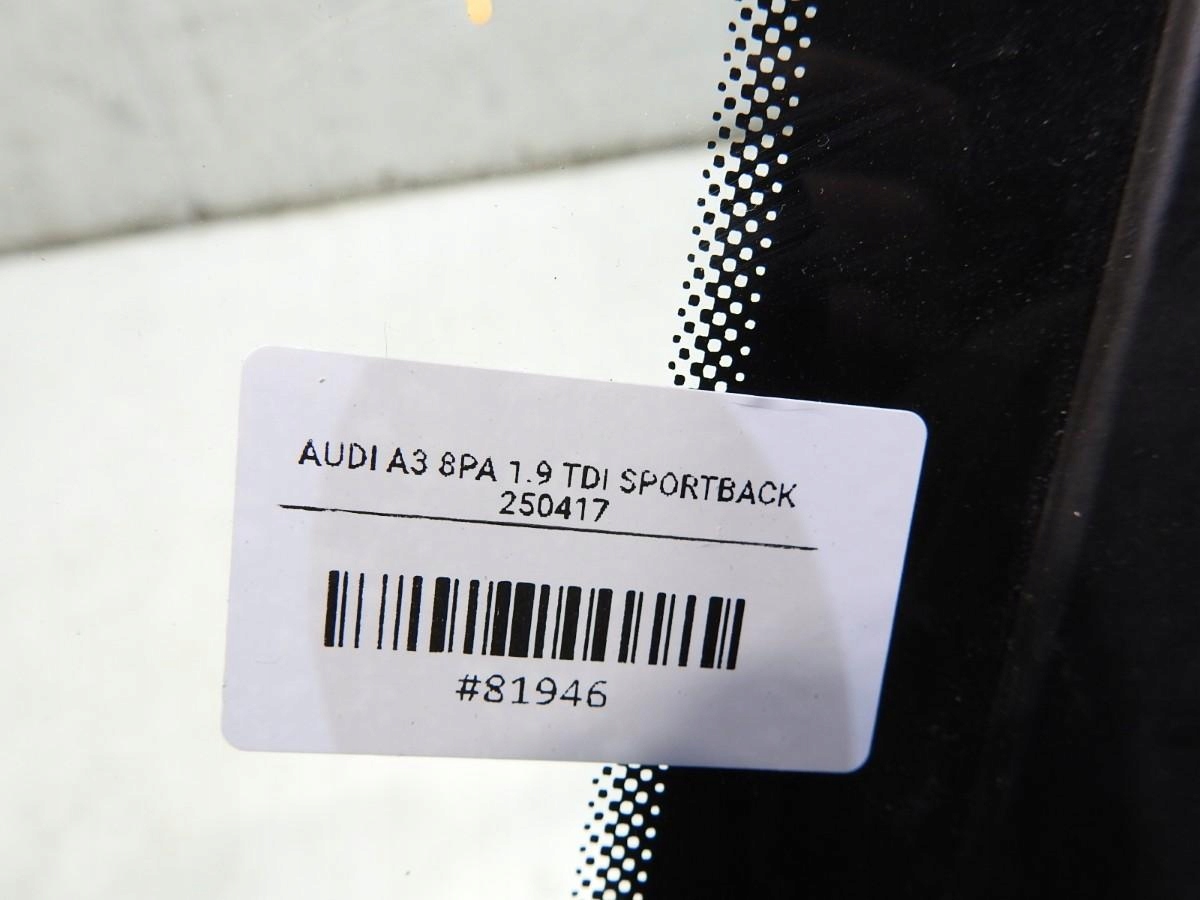 AUDI A3 8PA 1.9 TDI SPORTBACK
250417
#81946